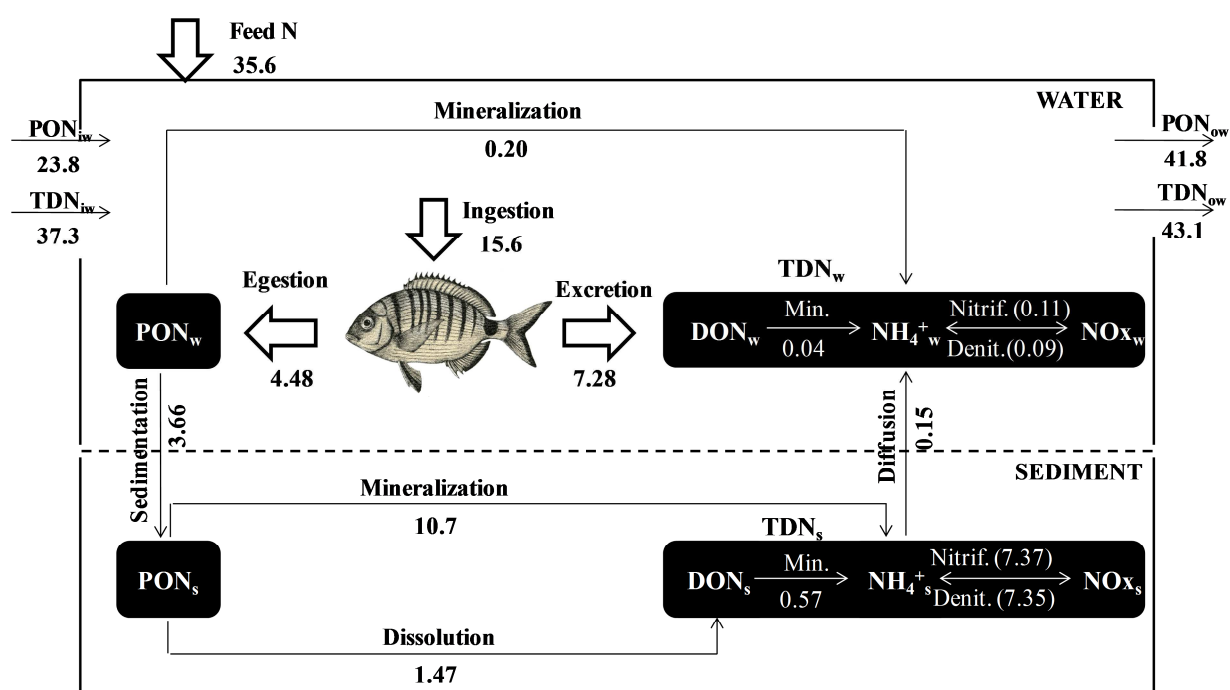 Feed N
35.6
WATER
Mineralization
0.20
PONiw
23.8
TDNiw
37.3
PONow
41.8
TDNow
43.1
Ingestion
15.6
Egestion
4.48
Excretion
7.28
PONw
TDNw
DONw
Min.
0.04
NH4+w
Nitrif. (0.11)
Denit.(0.09)
NOxw
Sedimentation
3.66
Diffusion
0.15
SEDIMENT
Mineralization
10.7
PONs
TDNs
DONs
Min.
0.57
NH4+s
Nitrif. (7.37)
Denit. (7.35)
NOxs
Dissolution
1.47